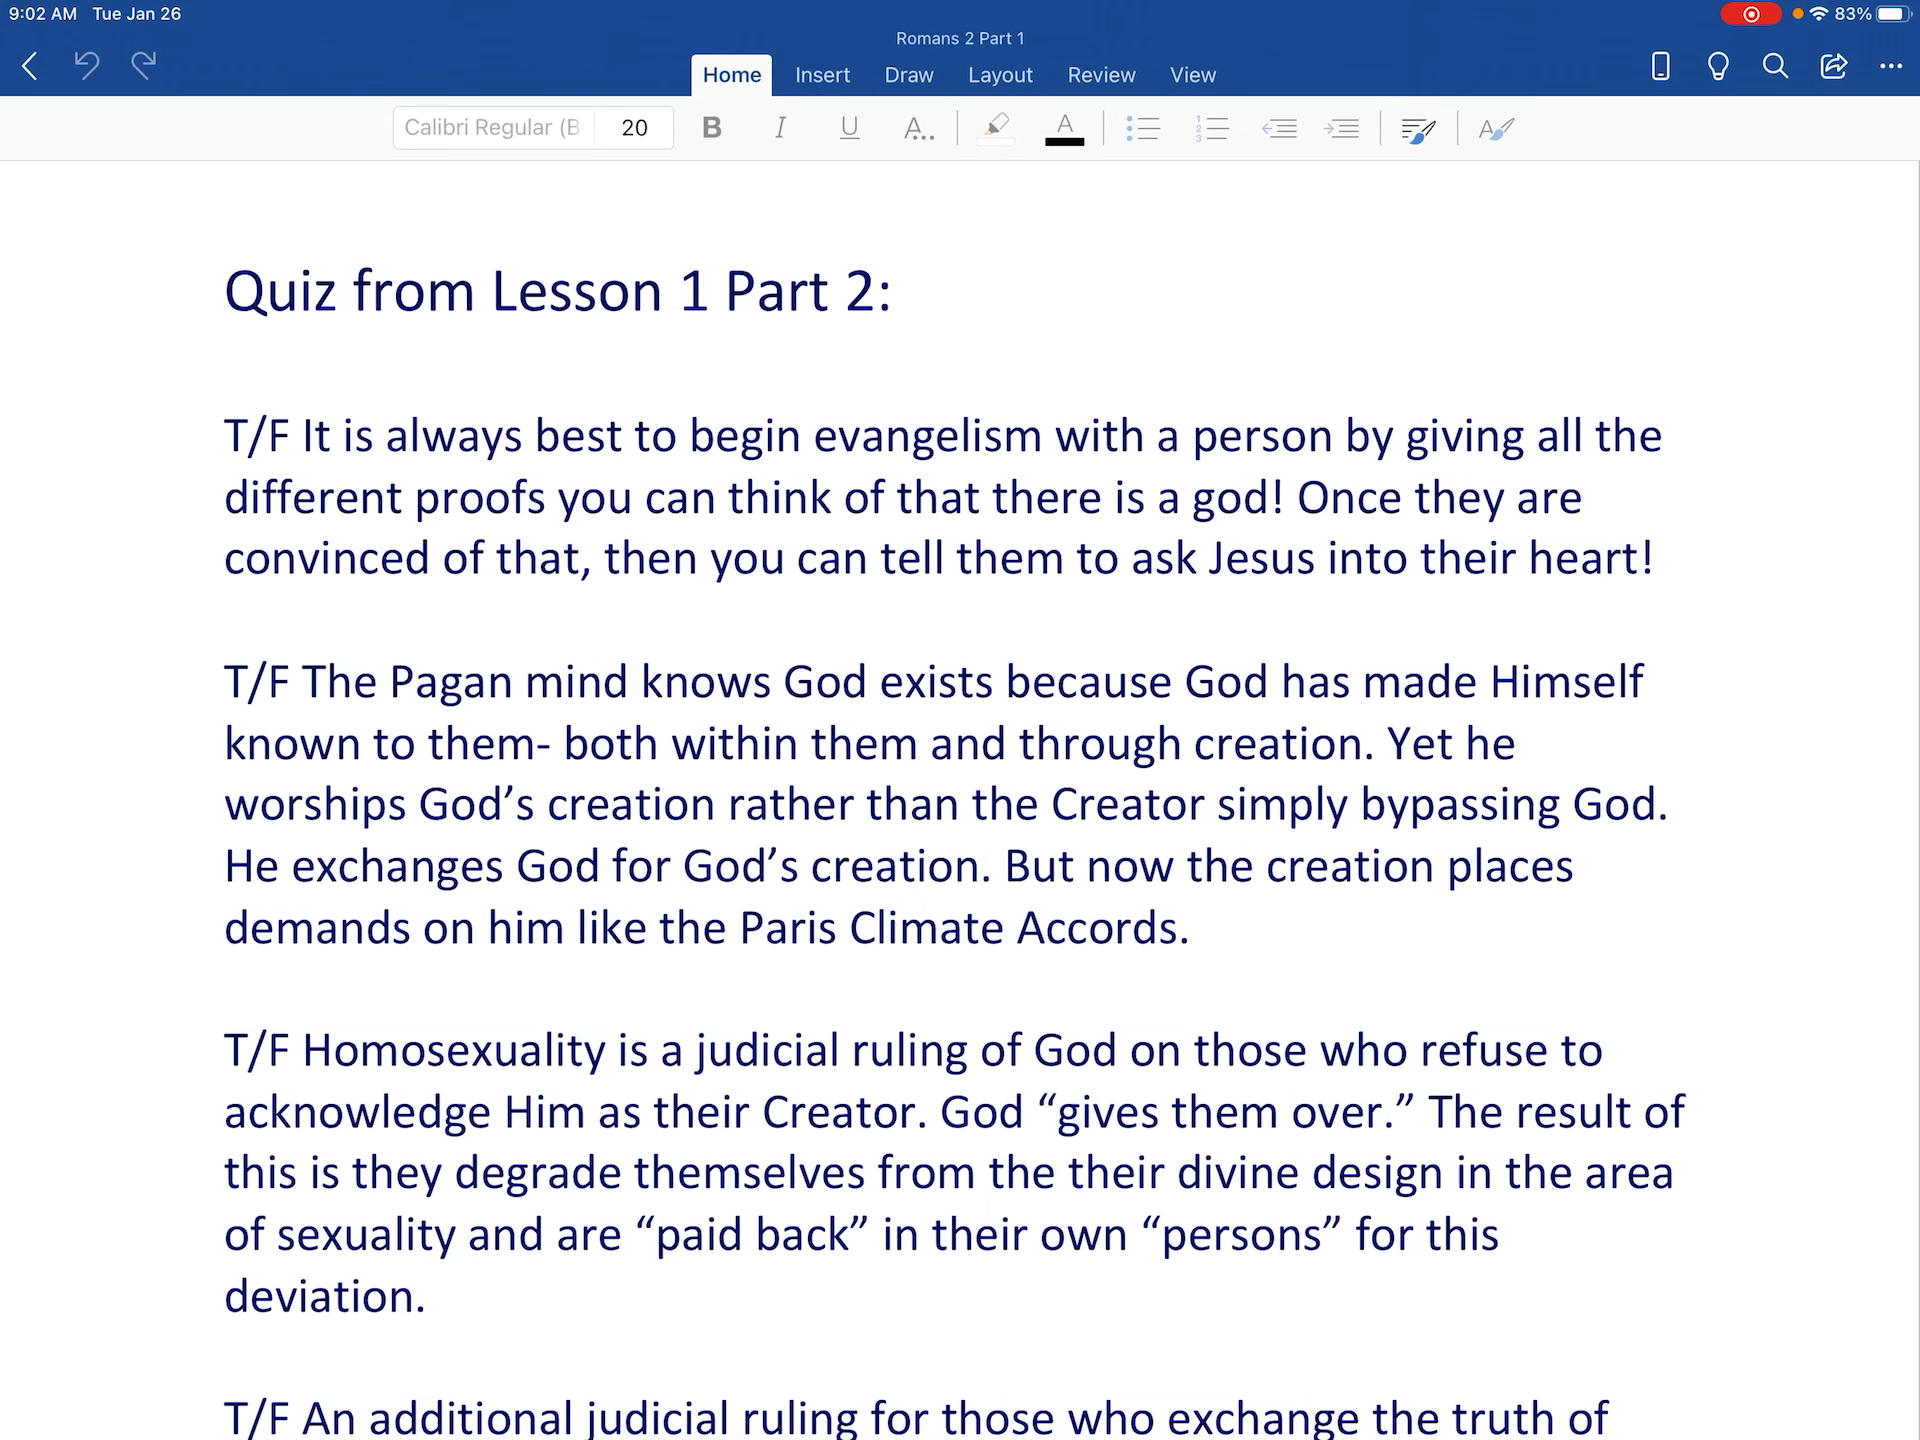 9:02 AM Tue Jan 26
83%
Romans 2 Part 1
Home Insert Draw Layout Review View
Calibri Regular (B 20 B I U A.. A A
Quiz from Lesson 1 Part 2:
T/F It is always best to begin evangelism with a person by giving all the
different proofs you can think of that there is a god! Once they are
convinced of that, then you can tell them to ask Jesus into their heart!
T/F The Pagan mind knows God exists because God has made Himself
known to them- both within them and through creation. Yet he
worships God’s creation rather than the Creator simply bypassing God.
He exchanges God for God’s creation. But now the creation places
demands on him like the Paris Climate Accords.
T/F Homosexuality is a judicial ruling of God on those who refuse to
acknowledge Him as their Creator. God “gives them over.” The result of
this is they degrade themselves from the their divine design in the area
of sexuality and are “paid back” in their own “persons” for this
deviation.
T/F An additional judicial ruling for those who exchange the truth of